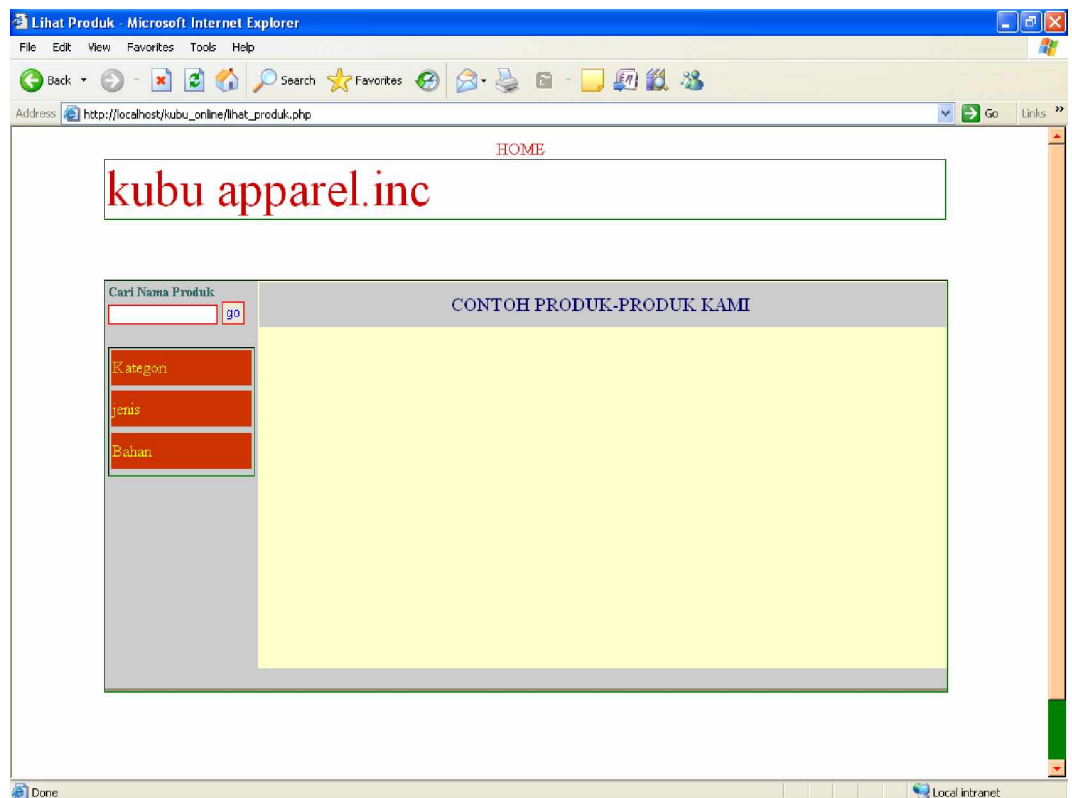 Lihat Produk - Microsoft Internet Explorer
File Edit View Favorites Tools Help
Back Search Favorites
Address http://localhost/kubu_online/lihat_produk.php Go Links »
HOME
kubu apparel.inc
Cari Nama Produk
go
CONTOH PRODUK-PRODUK KAMI
Kategori
jenis
Bahan
Done Local intranet